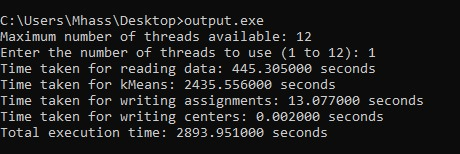 C:\Users\Mhass\Desktop>output.exe
Maximum number of threads available: 12
Enter the number of threads to use (1 to 12): 1
Time taken for reading data: 445.305000 seconds
Time taken for kMeans: 2435.556000 seconds
Time taken for writing assignments: 13.077000 seconds
Time taken for writing centers: 0.002000 seconds
Total execution time: 2893.951000 seconds